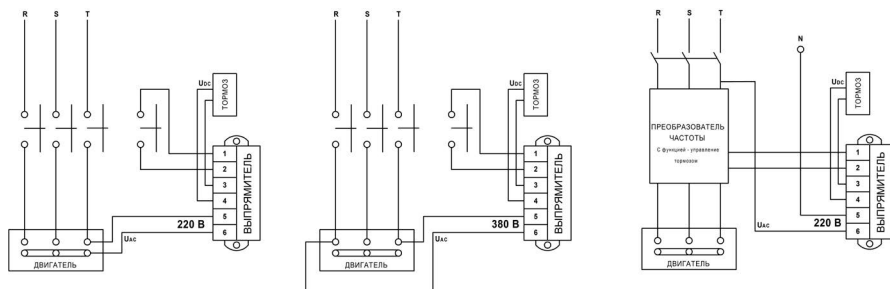 R S T
UDC
ТОРМОЗ
1
2
3
4
5
6
ВЫПРЯМИТЕЛЬ
220 В
UAC
ДВИГАТЕЛЬ
R S T
UDC
ТОРМОЗ
1
2
3
4
5
6
ВЫПРЯМИТЕЛЬ
380 В
UAC
ДВИГАТЕЛЬ
R S T
N
UDC
ТОРМОЗ
ПРЕОБРАЗОВАТЕЛЬ
ЧАСТОТЫ
С функцией - управление
тормозом
1
2
3
4
5
6
ВЫПРЯМИТЕЛЬ
UAC
220 В
ДВИГАТЕЛЬ